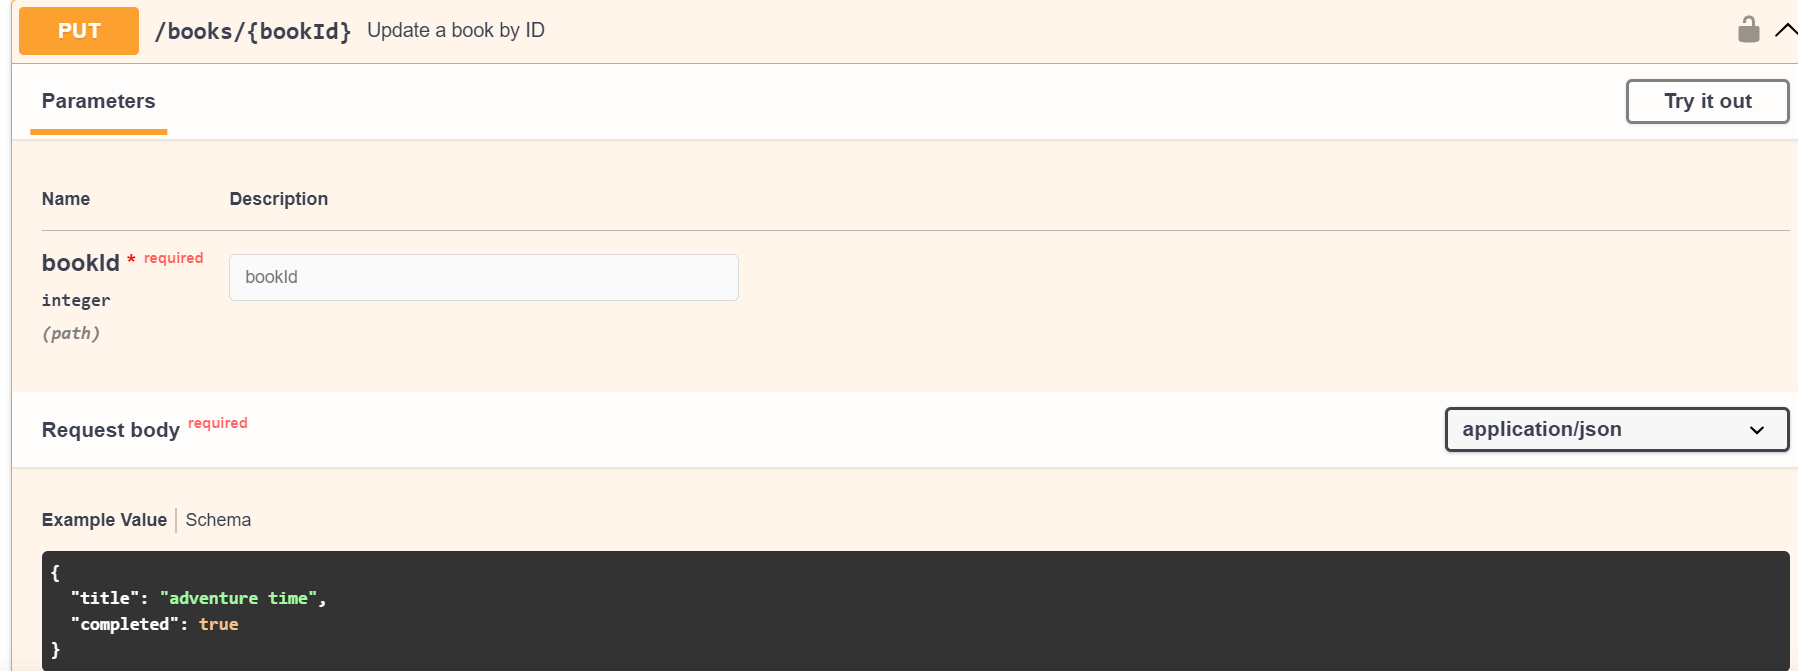 PUT /books/{bookId} Update a book by ID
Parameters
Try it out
Name Description
bookId * required
bookId
integer
(path)
Request body required
application/json
Example Value Schema
{
  "title": "adventure time",
  "completed": true
}